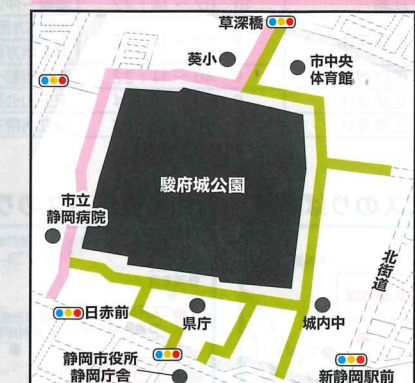 草深橋
葵小
市中央
体育館
駿府城公園
市立
静岡病院
北街道
日赤前
県庁
城内中
静岡市役所
静岡庁舎
新静岡駅前